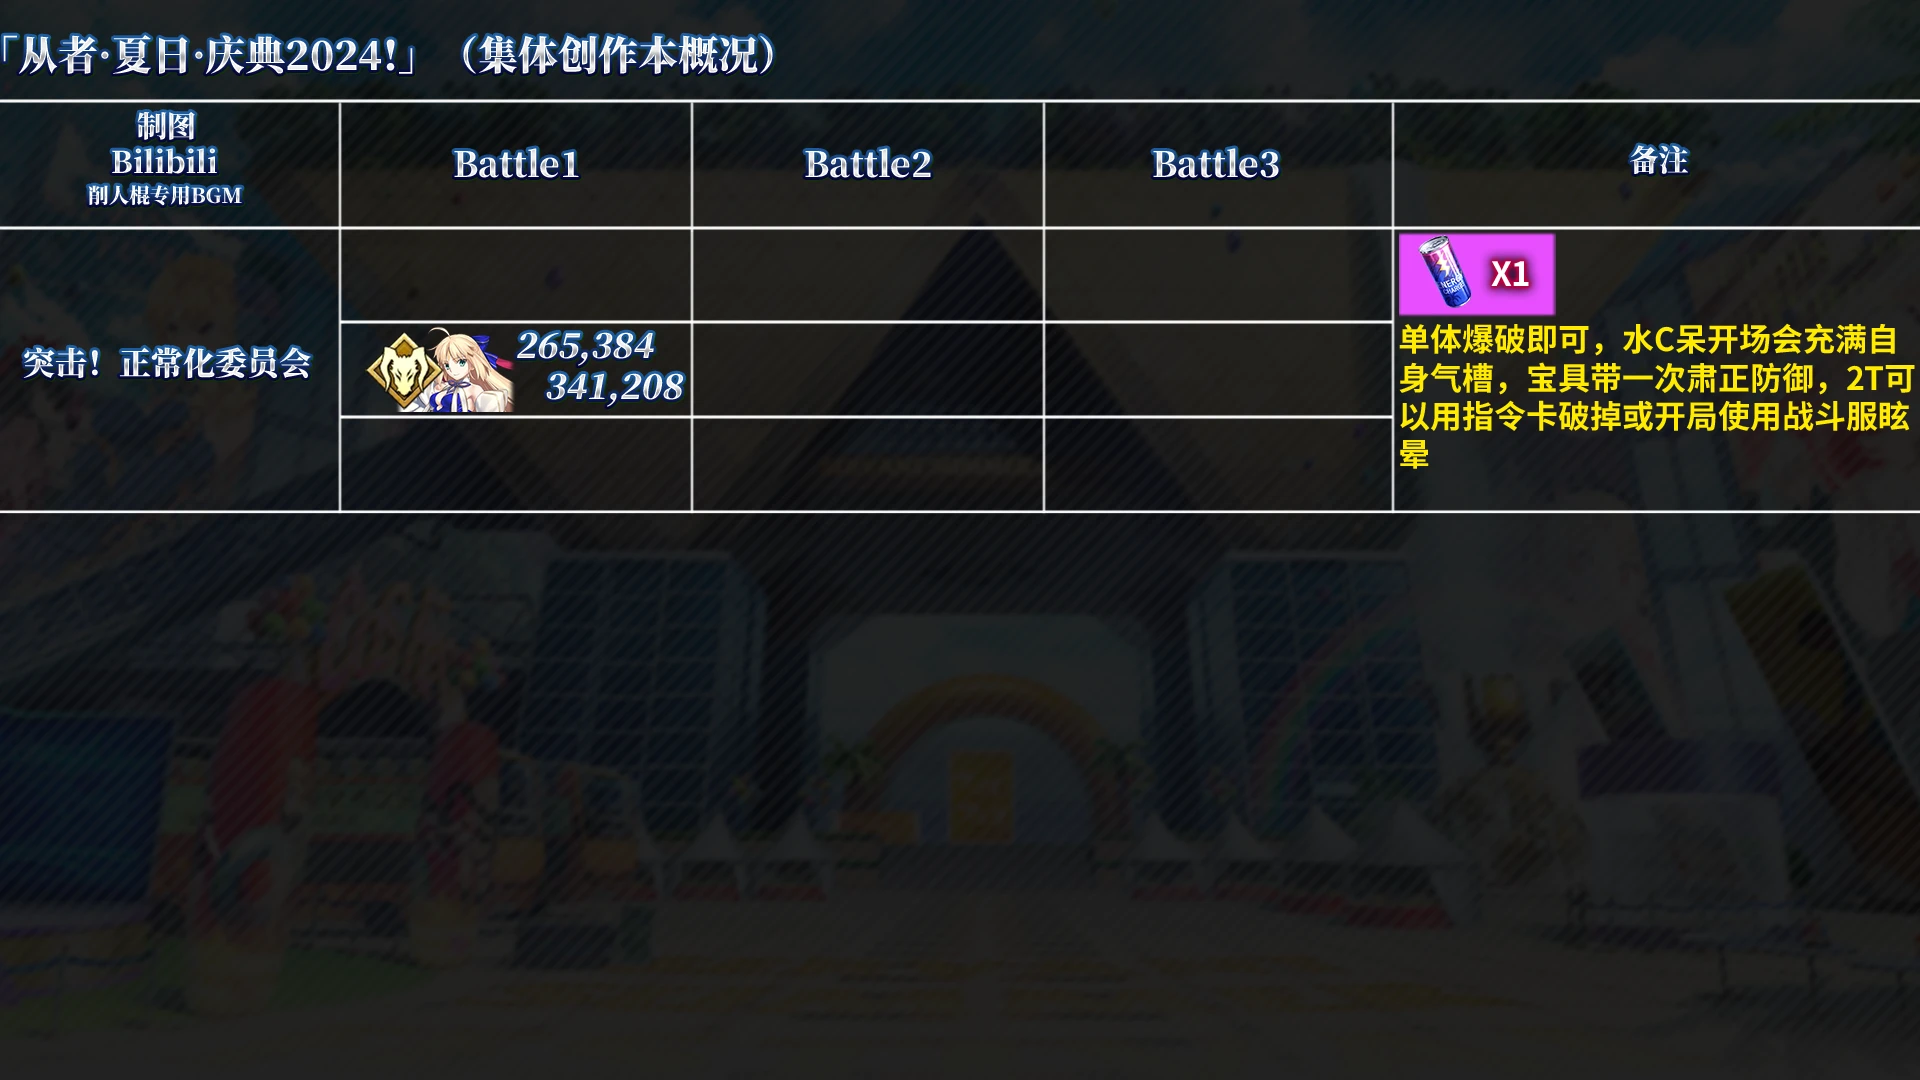 「从者·夏日·庆典2024!」（集体创作本概况）
制图
Bilibili
削人棍专用BGM
Battle1
Battle2
Battle3
备注
突击！正常化委员会
265,384
341,208
X1
单体爆破即可，水C呆开场会充满自
身气槽，宝具带一次肃正防御，2T可
以用指令卡破掉或开局使用战斗服眩
晕